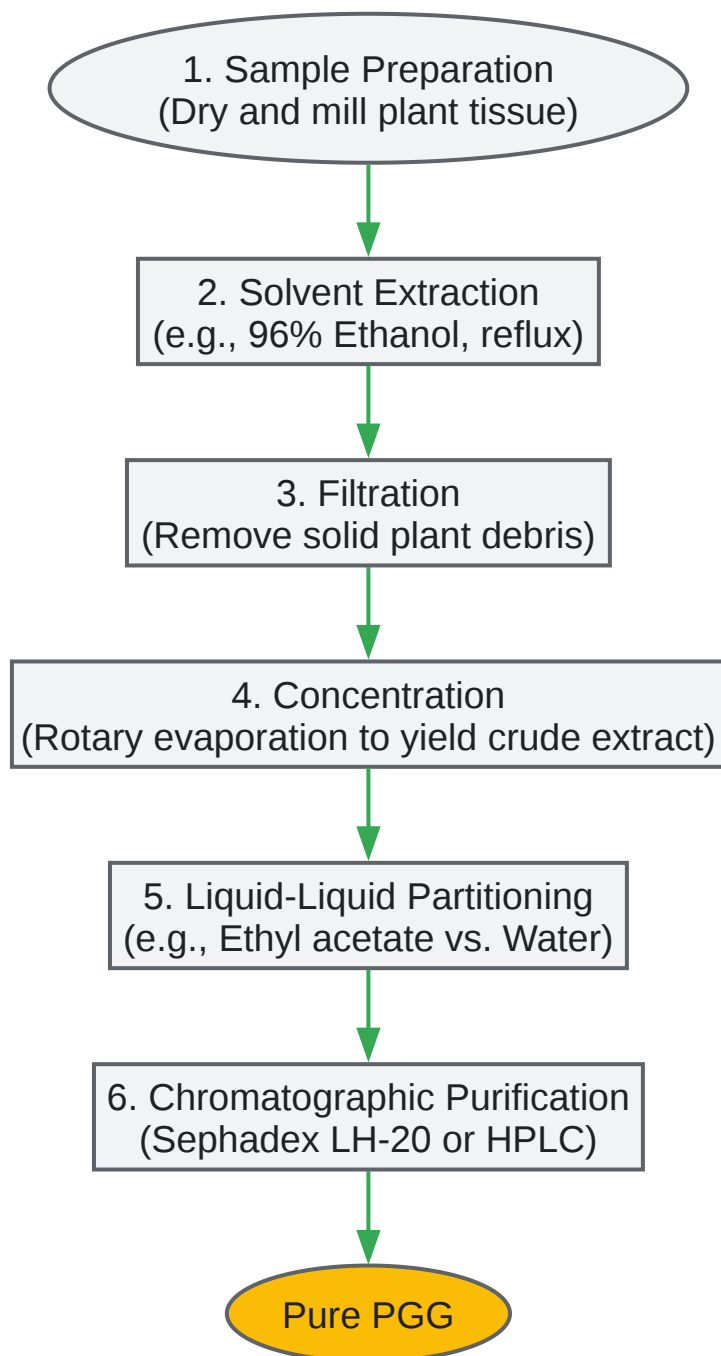 1. Sample Preparation
(Dry and mill plant tissue)
2. Solvent Extraction
(e.g., 96% Ethanol, reflux)
3. Filtration
(Remove solid plant debris)
4. Concentration
(Rotary evaporation to yield crude extract)
5. Liquid-Liquid Partitioning
(e.g., Ethyl acetate vs. Water)
6. Chromatographic Purification
(Sephadex LH-20 or HPLC)
Pure PGG